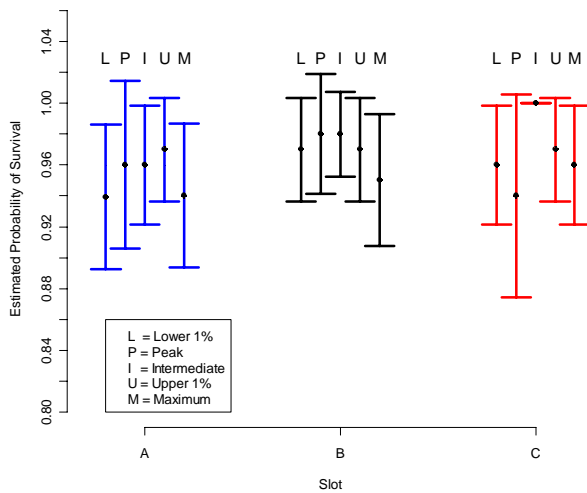 L P I U M
L P I U M
L P I U M
Estimated Probability of Survival
1.04
1.00
0.96
0.92
0.88
0.84
0.80
L = Lower 1%
P = Peak
I = Intermediate
U = Upper 1%
M = Maximum
A B C
Slot